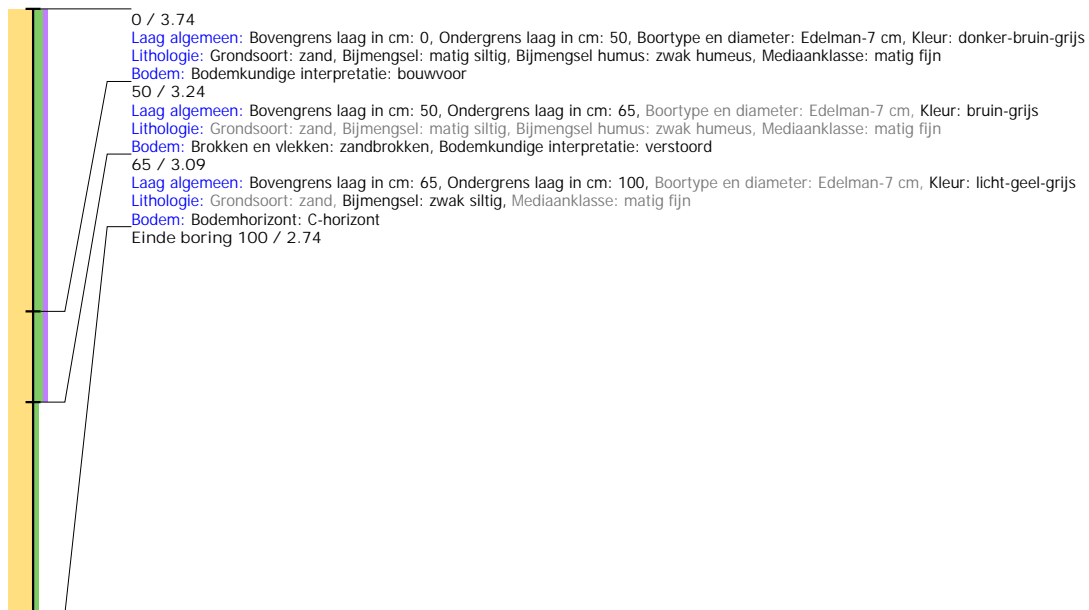 0 / 3.74
Laag algemeen: Bovengrens laag in cm: 0, Ondergrens laag in cm: 50, Boortype en diameter: Edelman-7 cm, Kleur: donker-bruin-grijs
Lithologie: Grondsoort: zand, Bijmengsel: matig siltig, Bijmengsel humus: zwak humeus, Mediaanklasse: matig fijn
Bodem: Bodemkundige interpretatie: bouwvoor
50 / 3.24
Laag algemeen: Bovengrens laag in cm: 50, Ondergrens laag in cm: 65, Boortype en diameter: Edelman-7 cm, Kleur: bruin-grijs
Lithologie: Grondsoort: zand, Bijmengsel: matig siltig, Bijmengsel humus: zwak humeus, Mediaanklasse: matig fijn
Bodem: Brokken en vlekken: zandbrokken, Bodemkundige interpretatie: verstoord
65 / 3.09
Laag algemeen: Bovengrens laag in cm: 65, Ondergrens laag in cm: 100, Boortype en diameter: Edelman-7 cm, Kleur: licht-geel-grijs
Lithologie: Grondsoort: zand, Bijmengsel: zwak siltig, Mediaanklasse: matig fijn
Bodem: Bodemhorizont: C-horizont
Einde boring 100 / 2.74